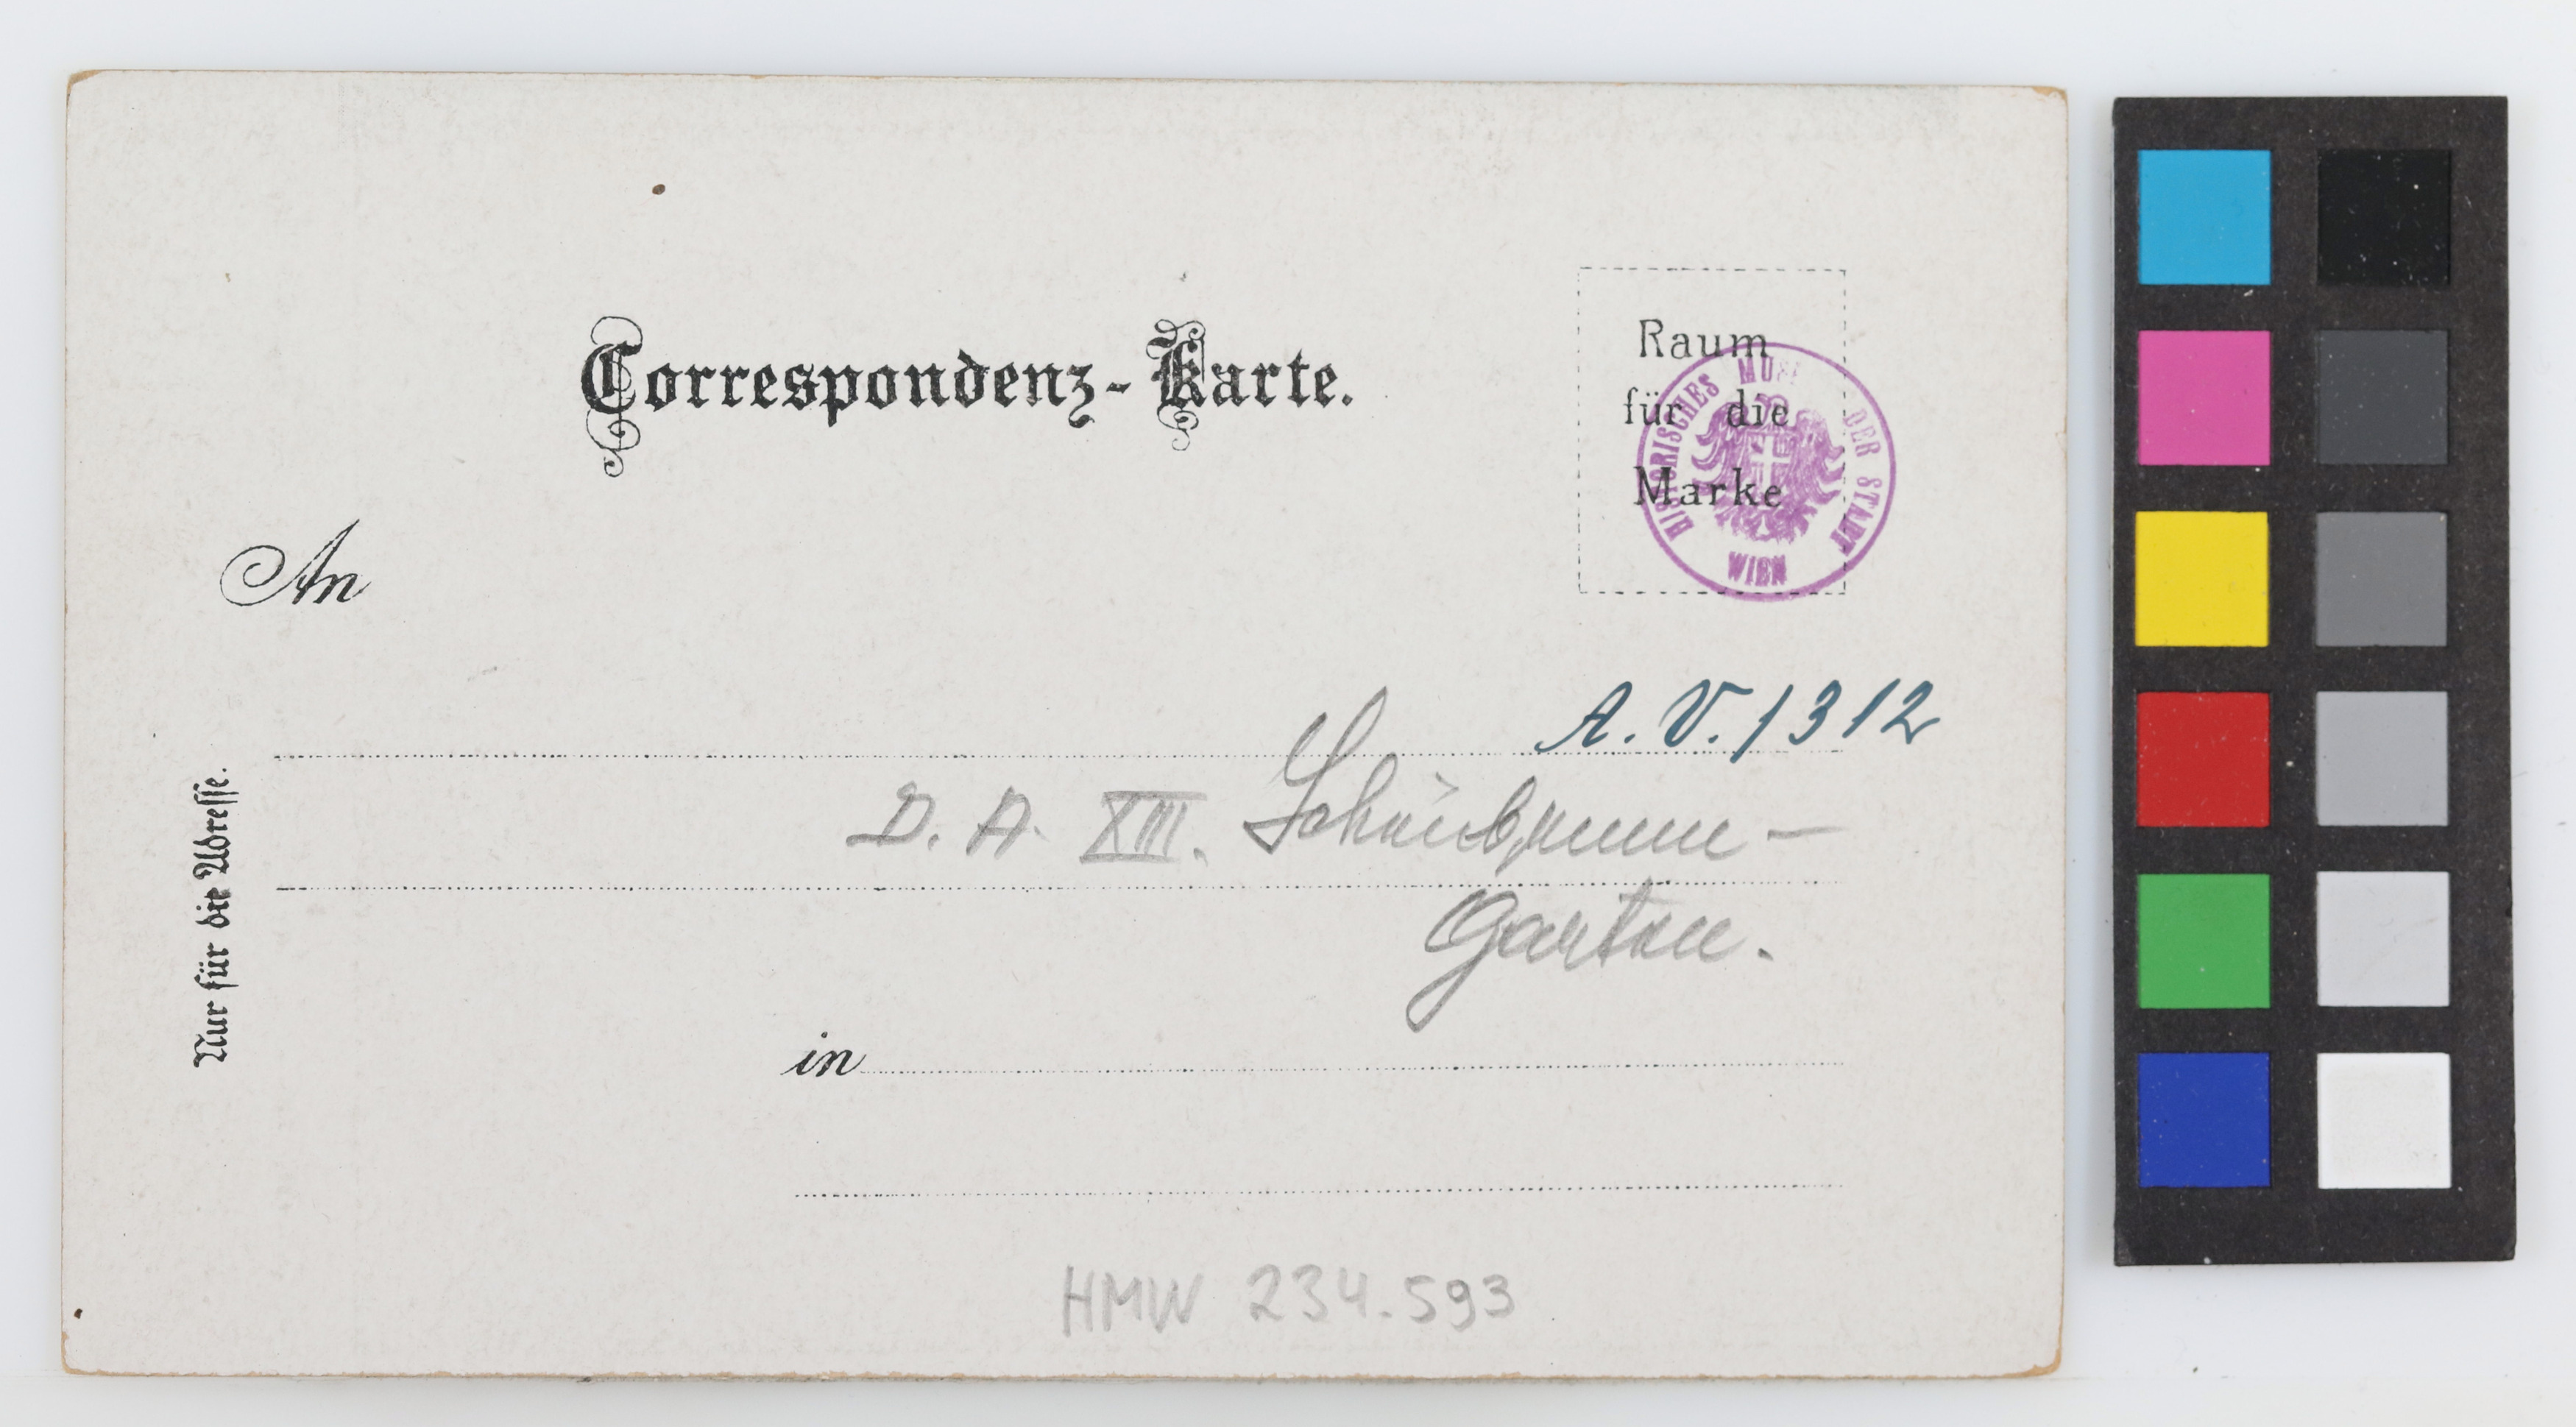 Correspondenz-Karte.
Raum
für die
Marke
HISTORISCHES MUSEUM DER STADT WIEN
An
A. V. 1312
D. A. XIII. Schönbrunn-
Garten.
in
Nur für die Adresse.
HMW 234.593